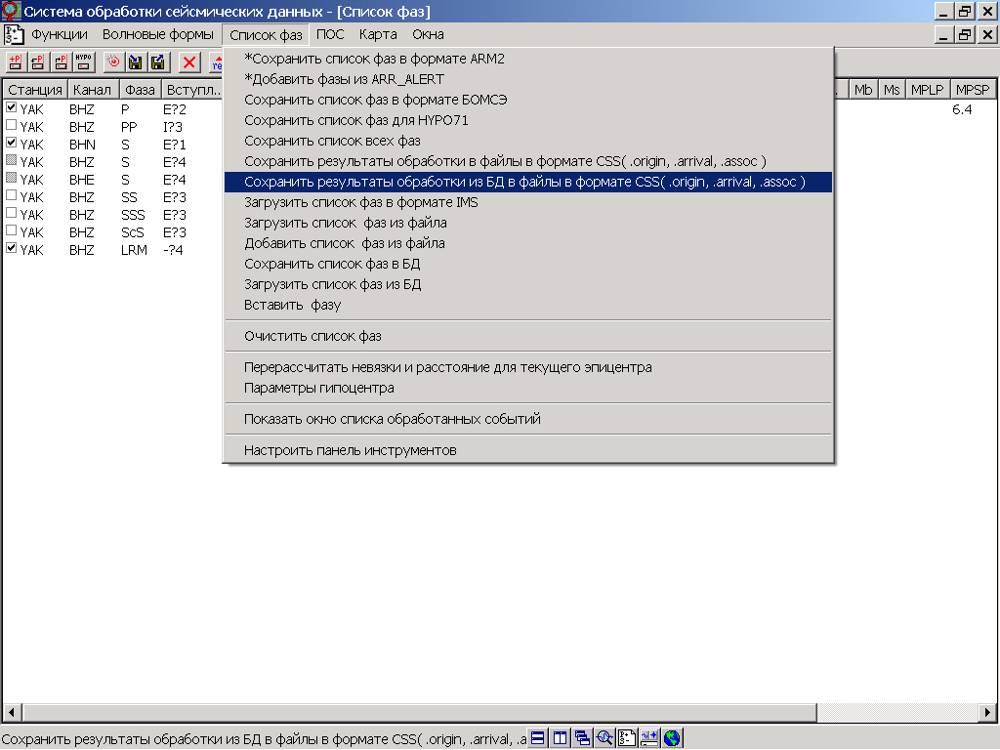 Система обработки сейсмических данных - [Список фаз]
Функции Волновые формы Список фаз ПОС Карта Окна
HYPO
Станция Канал Фаза Вступл... Mb Ms MPLP MPSP
YAK BHZ P E?2 6.4
YAK BHZ PP I?3
YAK BHN S E?1
YAK BHZ S E?4
YAK BHE S E?4
YAK BHZ SS E?3
YAK BHZ SSS E?3
YAK BHZ ScS E?3
YAK BHZ LRM -?4
*Сохранить список фаз в формате ARM2
*Добавить фазы из ARR_ALERT
Сохранить список фаз в формате БОМСЭ
Сохранить список фаз для HYPO71
Сохранить список всех фаз
Сохранить результаты обработки в файлы в формате CSS( .origin, .arrival, .assoc )
Сохранить результаты обработки из БД в файлы в формате CSS( .origin, .arrival, .assoc )
Загрузить список фаз в формате IMS
Загрузить список фаз из файла
Добавить список фаз из файла
Сохранить список фаз в БД
Загрузить список фаз из БД
Вставить фазу
Очистить список фаз
Перерассчитать невязки и расстояние для текущего эпицентра
Параметры гипоцентра
Показать окно списка обработанных событий
Настроить панель инструментов
Сохранить результаты обработки из БД в файлы в формате CSS( .origin, .arrival, .a